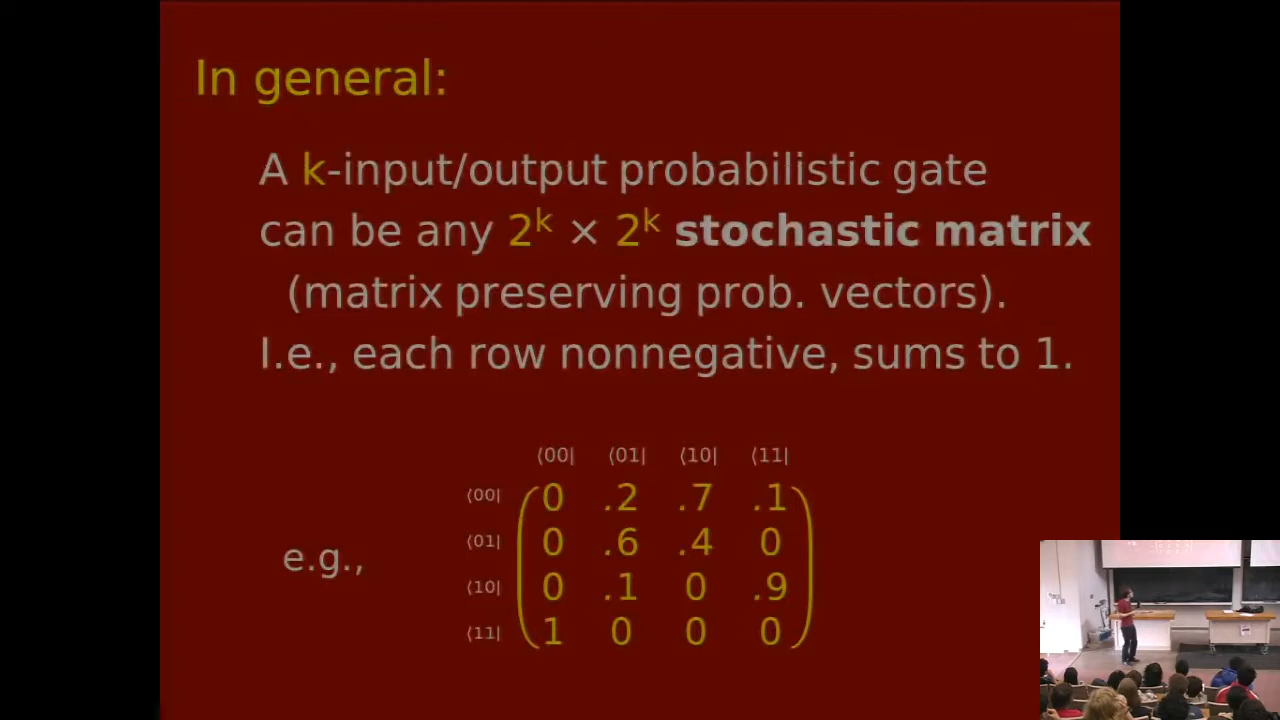 In general:
A k-input/output probabilistic gate
can be any 2ᵏ × 2ᵏ stochastic matrix
(matrix preserving prob. vectors).
I.e., each row nonnegative, sums to 1.
⟨00| ⟨01| ⟨10| ⟨11|
⟨00| 0 .2 .7 .1
⟨01| 0 .6 .4 0
e.g.,
⟨10| 0 .1 0 .9
⟨11| 1 0 0 0